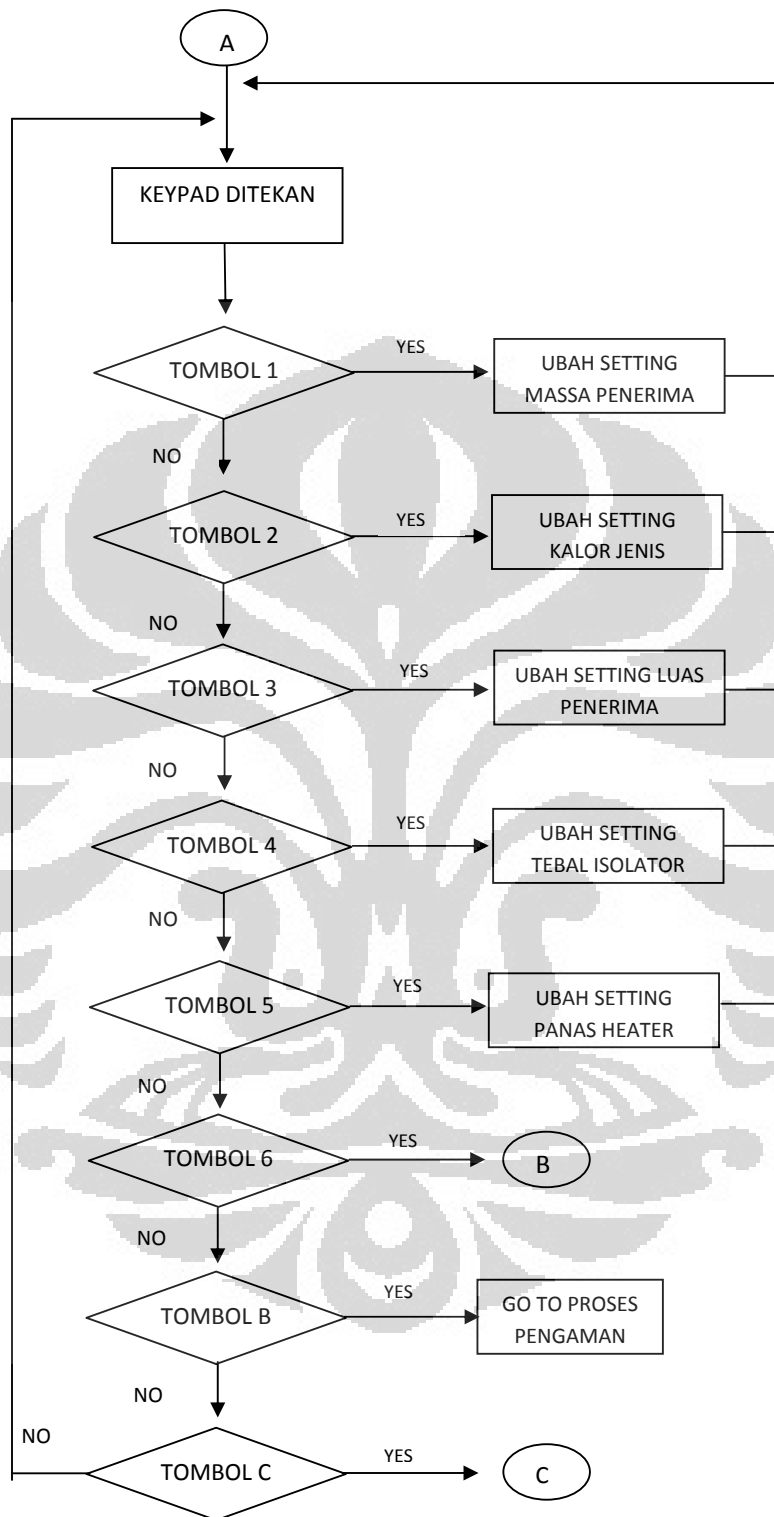 A
KEYPAD DITEKAN
TOMBOL 1
YES
UBAH SETTING
MASSA PENERIMA
NO
TOMBOL 2
YES
UBAH SETTING
KALOR JENIS
NO
TOMBOL 3
YES
UBAH SETTING LUAS
PENERIMA
NO
TOMBOL 4
YES
UBAH SETTING
TEBAL ISOLATOR
NO
TOMBOL 5
YES
UBAH SETTING
PANAS HEATER
NO
TOMBOL 6
YES
B
NO
TOMBOL B
YES
GO TO PROSES
PENGAMAN
NO
NO
TOMBOL C
YES
C